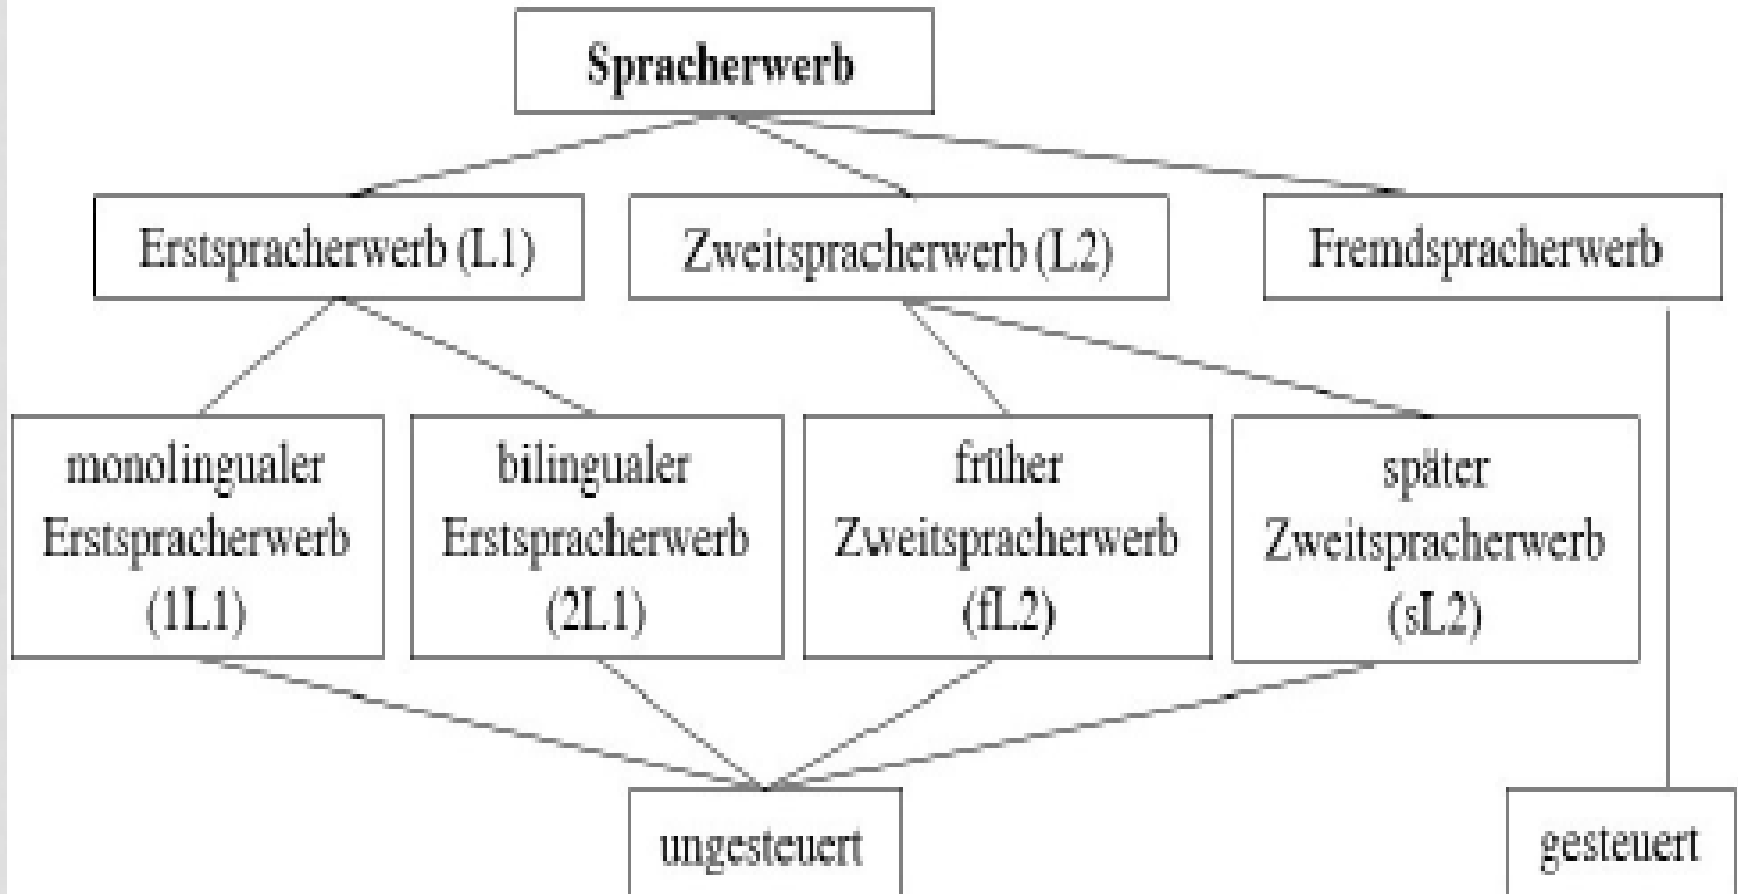 Spracherwerb
Erstspracherwerb (L1)
Zweitspracherwerb (L2)
Fremdspracherwerb
monolingualer
Erstspracherwerb
(1L1)
bilingualer
Erstspracherwerb
(2L1)
früher
Zweitspracherwerb
(fL2)
später
Zweitspracherwerb
(sL2)
ungesteuert
gesteuert